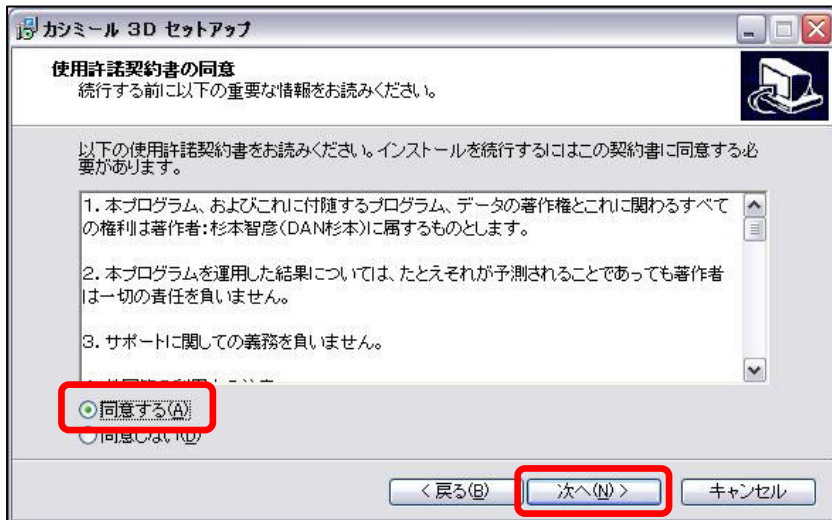 カシミール 3D セットアップ
使用許諾契約書の同意
続行する前に以下の重要な情報をお読みください。
以下の使用許諾契約書をお読みください。インストールを続行するにはこの契約書に同意する必
要があります。
1. 本プログラム、およびこれに付随するプログラム、データの著作権とこれに関わるすべて
の権利は著作者:杉本智彦(DAN杉本)に属するものとします。
2. 本プログラムを運用した結果については、たとえそれが予測されることであっても著作者
は一切の責任を負いません。
3. サポートに関しての義務を負いません。
同意する(A)
同意しない(D)
< 戻る(B)
次へ(N) >
キャンセル